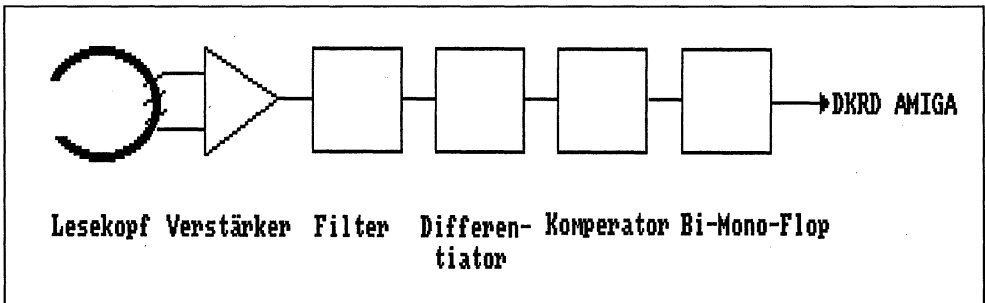 DKRD AMIGA
Lesekopf Verstärker Filter Differen- Komperator Bi-Mono-Flop
tiator